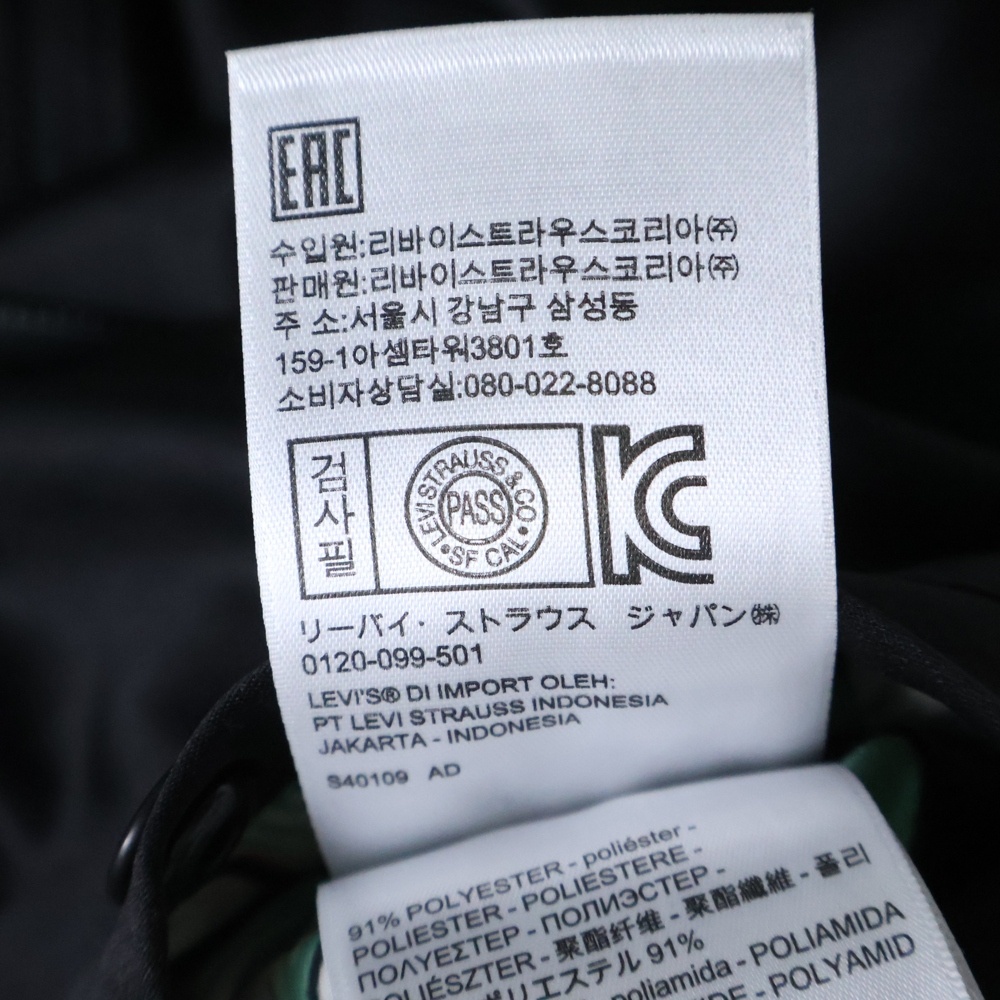 EAC
수입원:리바이스트라우스코리아㈜
판매원:리바이스트라우스코리아㈜
주 소:서울시 강남구 삼성동
159-1아셈타워3801호
소비자상담실:080-022-8088
검사필
LEVI STRAUSS & CO
PASS
SF CAL
KC
リーバイ・ストラウス ジャパン㈱
0120-099-501
LEVI'S® DI IMPORT OLEH:
PT LEVI STRAUSS INDONESIA
JAKARTA - INDONESIA
S40109 AD
91% POLYESTER - poliéster -
POLIESTER - POLIESTERE -
ΠΟΛΥΕΣΤΕΡ - ПОЛИЭСТЕР -
POLIÉSZTER - 聚酯纤维 - 聚酯纖維 - 폴리
ポリエステル 91%
poliamida - POLIAMIDA
- POLYAMID